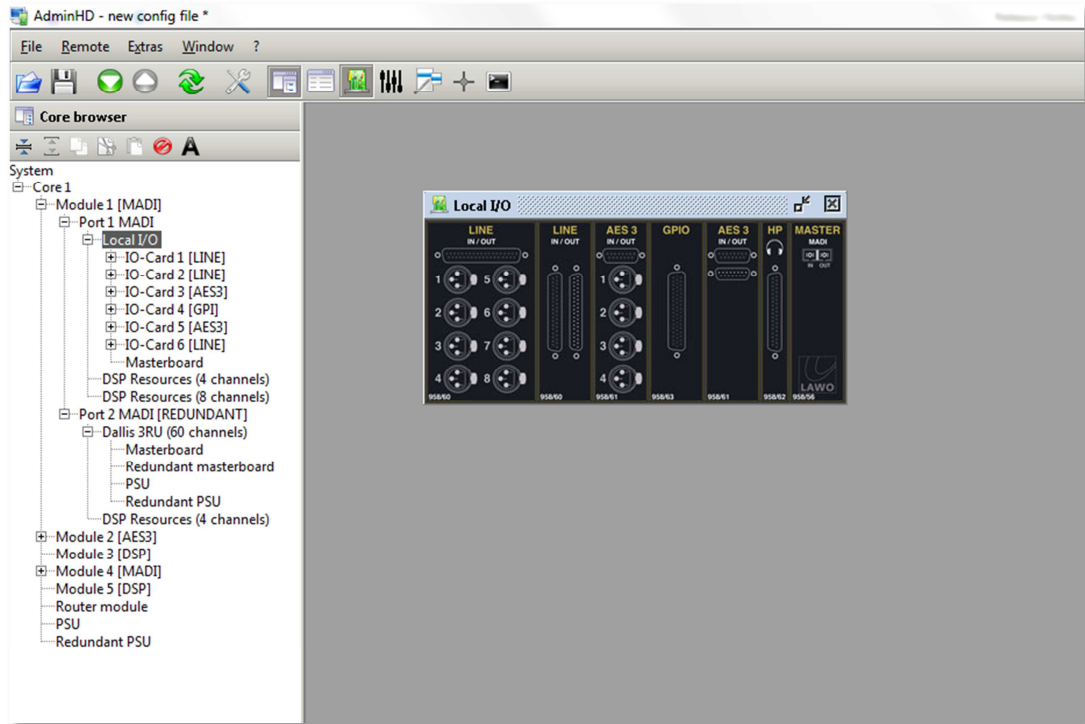 AdminHD - new config file *
File Remote Extras Window ?
Core browser
A
System
Core 1
Module 1 [MADI]
Port 1 MADI
Local I/O
IO-Card 1 [LINE]
IO-Card 2 [LINE]
IO-Card 3 [AES3]
IO-Card 4 [GPI]
IO-Card 5 [AES3]
IO-Card 6 [LINE]
Masterboard
DSP Resources (4 channels)
DSP Resources (8 channels)
Port 2 MADI [REDUNDANT]
Dallis 3RU (60 channels)
Masterboard
Redundant masterboard
PSU
Redundant PSU
DSP Resources (4 channels)
Module 2 [AES3]
Module 3 [DSP]
Module 4 [MADI]
Module 5 [DSP]
Router module
PSU
Redundant PSU
Local I/O
LINE LINE AES 3 GPIO AES 3 HP MASTER
IN / OUT IN / OUT IN / OUT IN / OUT MADI
IN OUT
1 5 1
2 6 2
3 7 3
4 8 4 LAWO
958/60 958/60 958/61 958/63 958/61 958/62 958/56